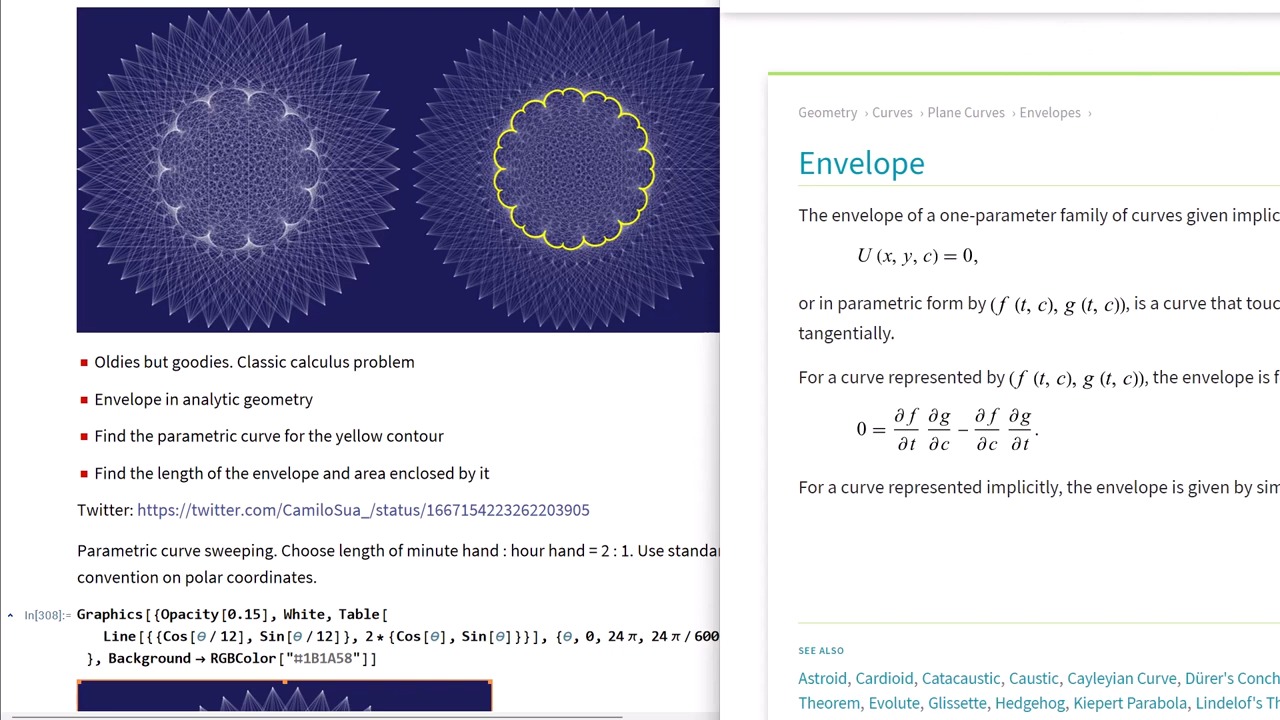 Oldies but goodies. Classic calculus problem
Envelope in analytic geometry
Find the parametric curve for the yellow contour
Find the length of the envelope and area enclosed by it
Twitter: https://twitter.com/CamiloSua_/status/1667154223262203905
Parametric curve sweeping. Choose length of minute hand : hour hand = 2 : 1. Use standa
convention on polar coordinates.
In[308]:= Graphics[{Opacity[0.15], White, Table[
Line[{{Cos[θ / 12], Sin[θ / 12]}, 2 * {Cos[θ], Sin[θ]}}], {θ, 0, 24 π, 24 π / 600
}, Background → RGBColor["#1B1A58"]]
Geometry › Curves › Plane Curves › Envelopes ›
Envelope
The envelope of a one-parameter family of curves given implic
U (x, y, c) = 0,
or in parametric form by (f (t, c), g (t, c)), is a curve that touc
tangentially.
For a curve represented by (f (t, c), g (t, c)), the envelope is f
0 = ∂f/∂t ∂g/∂c − ∂f/∂c ∂g/∂t.
For a curve represented implicitly, the envelope is given by sim
SEE ALSO
Astroid, Cardioid, Catacaustic, Caustic, Cayleyian Curve, Dürer's Conch
Theorem, Evolute, Glissette, Hedgehog, Kiepert Parabola, Lindelof's Th